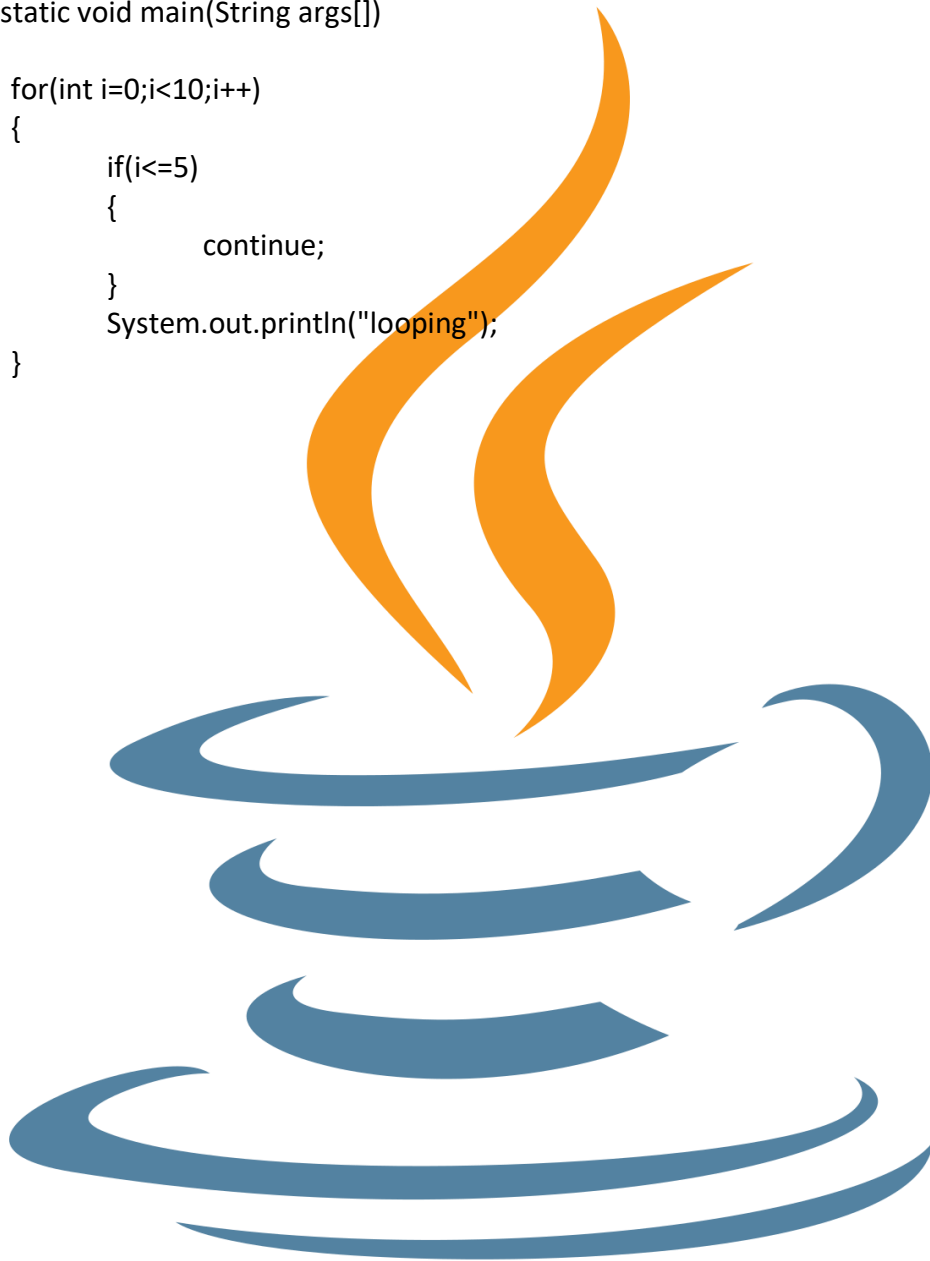 static void main(String args[])
for(int i=0;i<10;i++)
{
if(i<=5)
{
continue;
}
System.out.println("looping");
}